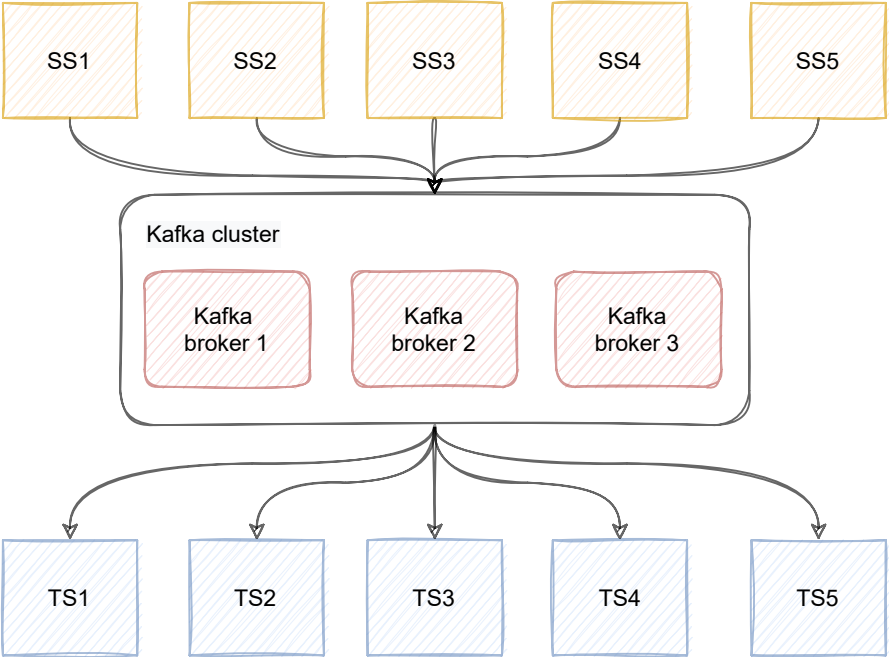 SS1
SS2
SS3
SS4
SS5
Kafka cluster
Kafka
broker 1
Kafka
broker 2
Kafka
broker 3
TS1
TS2
TS3
TS4
TS5